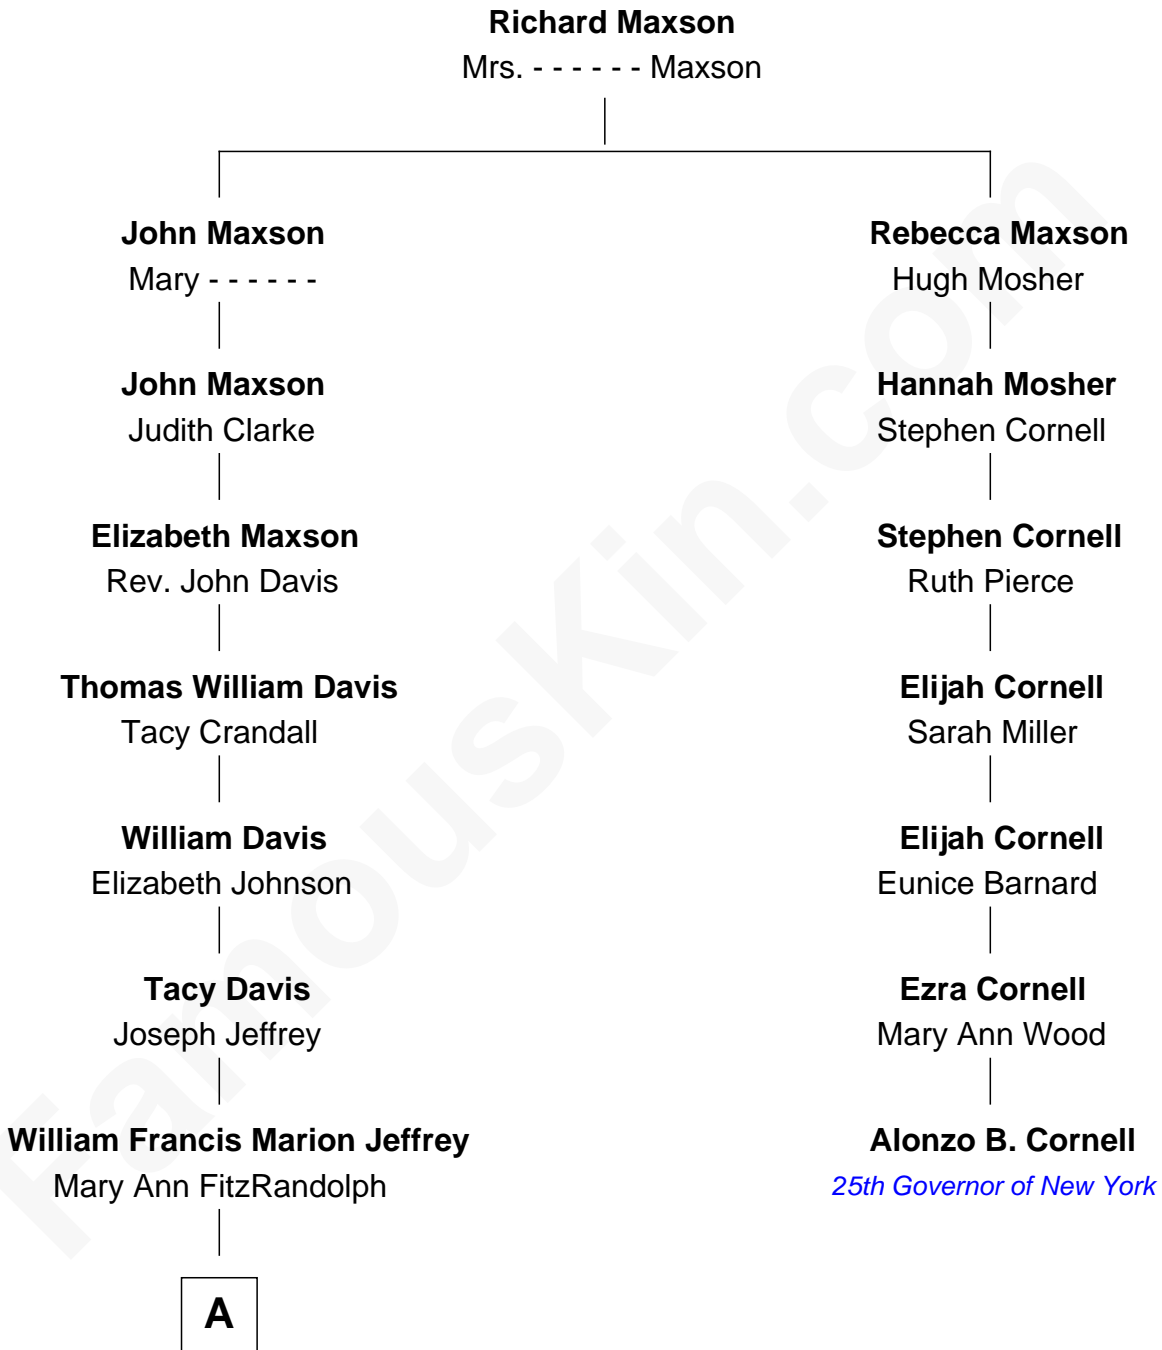 Richard Maxson
Mrs. - - - - - - Maxson
John Maxson
Mary - - - - - -
Rebecca Maxson
Hugh Mosher
John Maxson
Judith Clarke
Hannah Mosher
Stephen Cornell
Elizabeth Maxson
Rev. John Davis
Stephen Cornell
Ruth Pierce
Thomas William Davis
Tacy Crandall
Elijah Cornell
Sarah Miller
William Davis
Elizabeth Johnson
Elijah Cornell
Eunice Barnard
Tacy Davis
Joseph Jeffrey
Ezra Cornell
Mary Ann Wood
William Francis Marion Jeffrey
Mary Ann FitzRandolph
Alonzo B. Cornell
25th Governor of New York
A
FamousKin.com